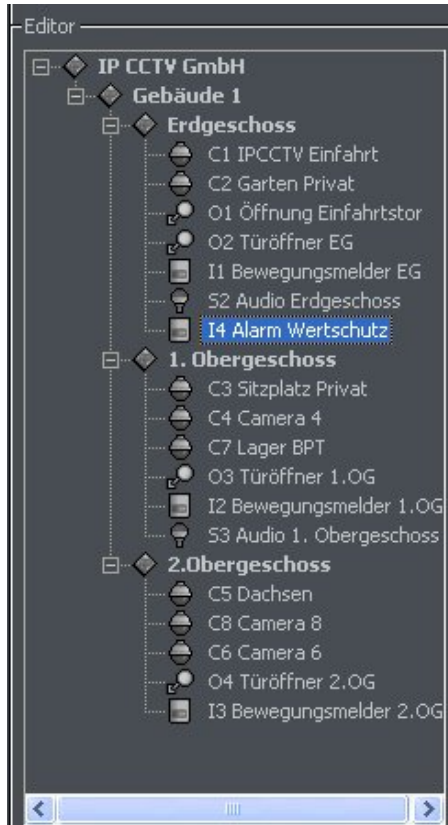 Editor
IP CCTV GmbH
Gebäude 1
Erdgeschoss
C1 IPCCTV Einfahrt
C2 Garten Privat
O1 Öffnung Einfahrtstor
O2 Türöffner EG
I1 Bewegungsmelder EG
S2 Audio Erdgeschoss
I4 Alarm Wertschutz
1. Obergeschoss
C3 Sitzplatz Privat
C4 Camera 4
C7 Lager BPT
O3 Türöffner 1.OG
I2 Bewegungsmelder 1.OG
S3 Audio 1. Obergeschoss
2.Obergeschoss
C5 Dachsen
C8 Camera 8
C6 Camera 6
O4 Türöffner 2.OG
I3 Bewegungsmelder 2.OG